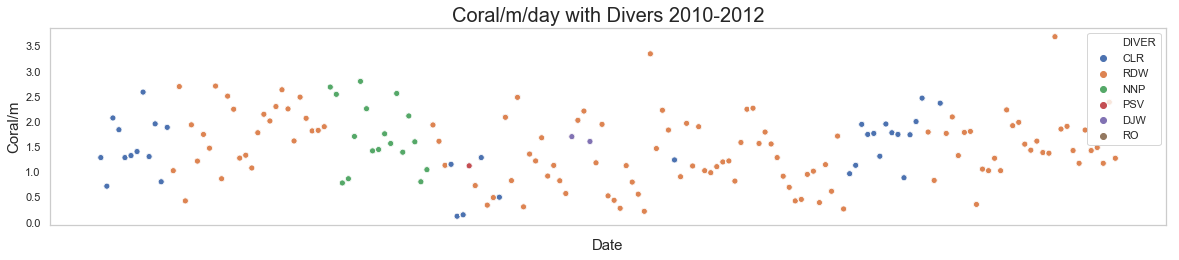 Coral/m/day with Divers 2010-2012
Coral/m
3.5
3.0
2.5
2.0
1.5
1.0
0.5
0.0
DIVER
CLR
RDW
NNP
PSV
DJW
RO
Date